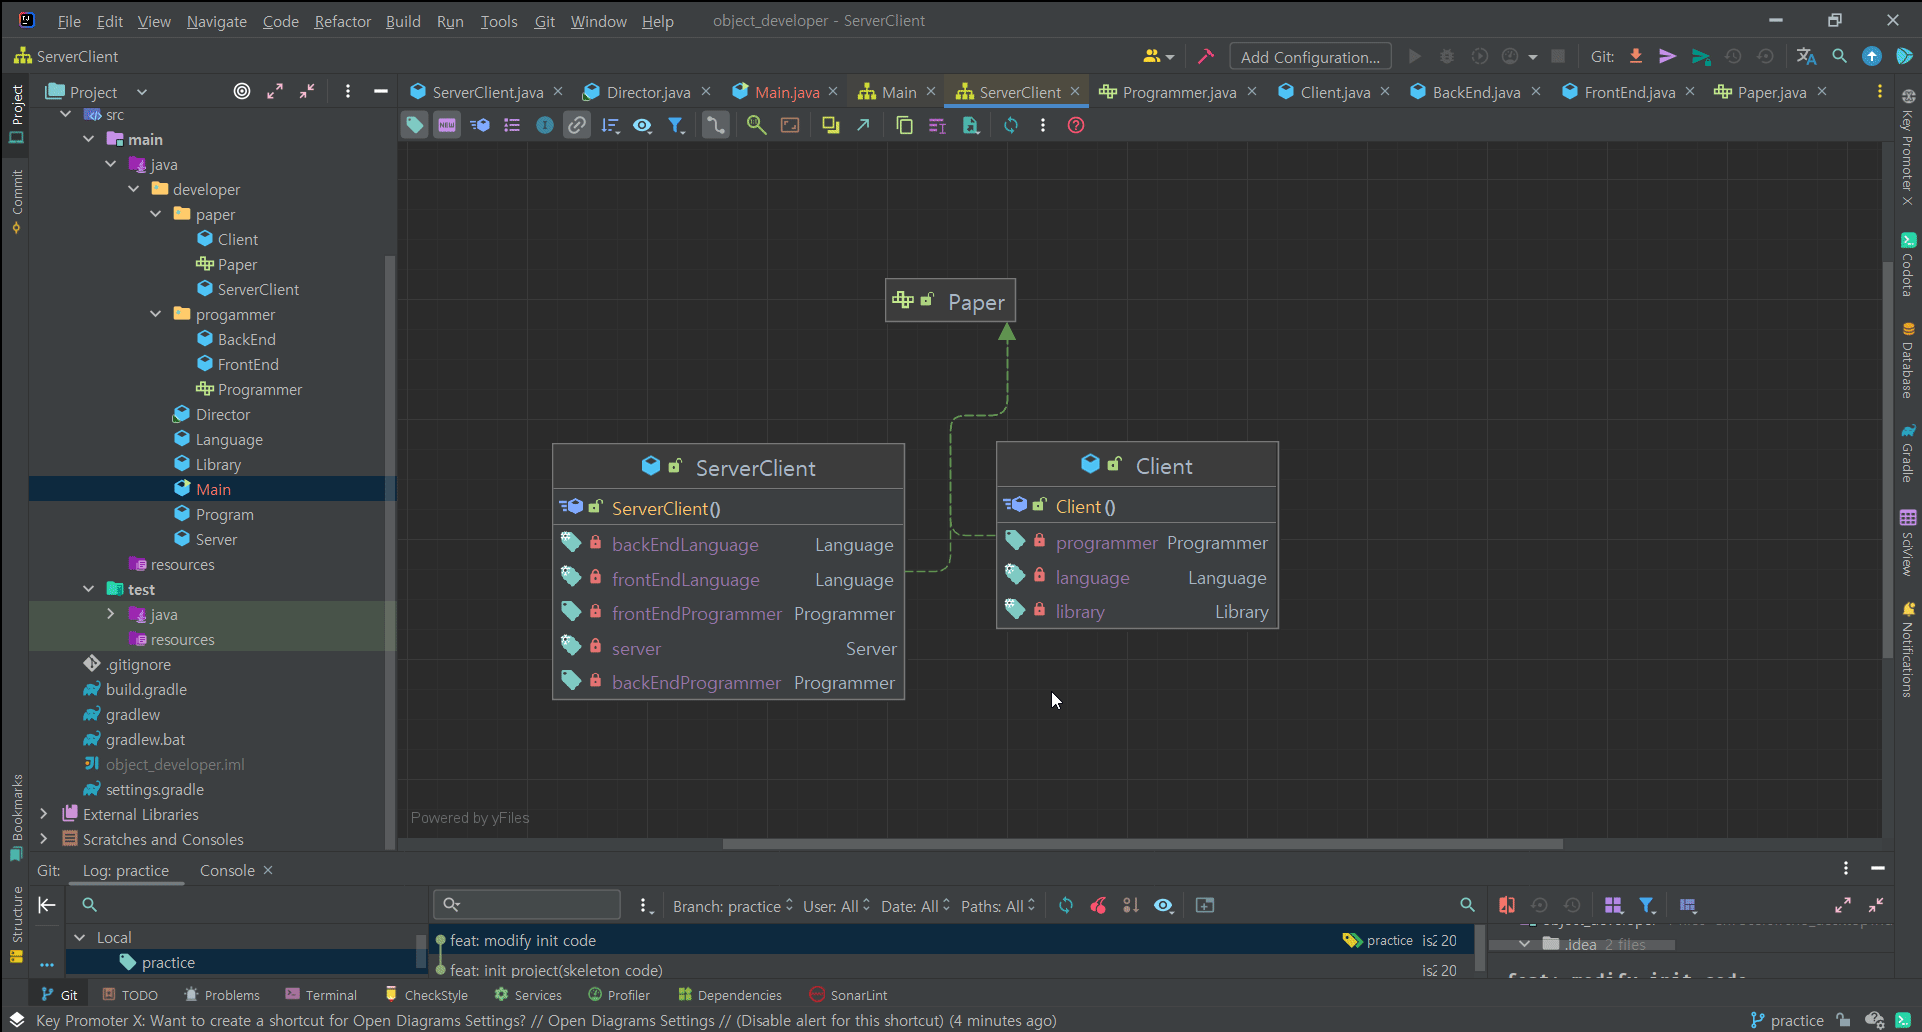 File Edit View Navigate Code Refactor Build Run Tools Git Window Help object_developer - ServerClient
ServerClient
Add Configuration...
Git:
Project
ServerClient.java
Director.java
Main.java
Main
ServerClient
Programmer.java
Client.java
BackEnd.java
FrontEnd.java
Paper.java
NEW
src
main
java
developer
paper
Client
Paper
ServerClient
progammer
BackEnd
FrontEnd
Programmer
Director
Language
Library
Main
Program
Server
resources
test
java
resources
.gitignore
build.gradle
gradlew
gradlew.bat
object_developer.iml
settings.gradle
External Libraries
Scratches and Consoles
Project
Commit
Bookmarks
Structure
Paper
ServerClient
ServerClient()
backEndLanguage Language
frontEndLanguage Language
frontEndProgrammer Programmer
server Server
backEndProgrammer Programmer
Client
Client ()
programmer Programmer
language Language
library Library
Powered by yFiles
Key Promoter X
Codota
Database
Gradle
SciView
Notifications
Git: Log: practice Console
Branch: practice User: All Date: All Paths: All
Local
practice
feat: modify init code practice is2 20
feat: init project(skeleton code) is2 20
.idea 2 files
feat: modify init code
Git TODO Problems Terminal CheckStyle Services Profiler Dependencies SonarLint
Key Promoter X: Want to create a shortcut for Open Diagrams Settings? // Open Diagrams Settings // (Disable alert for this shortcut) (4 minutes ago)
practice